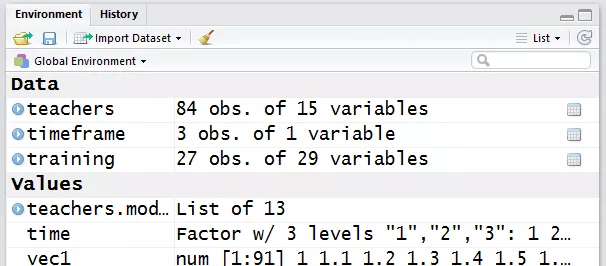 Environment History
Import Dataset List
Global Environment
Data
teachers 84 obs. of 15 variables
timeframe 3 obs. of 1 variable
training 27 obs. of 29 variables
Values
teachers.mod… List of 13
time Factor w/ 3 levels "1","2","3": 1 2…
vec1 num [1:91] 1 1.1 1.2 1.3 1.4 1.5 1.…